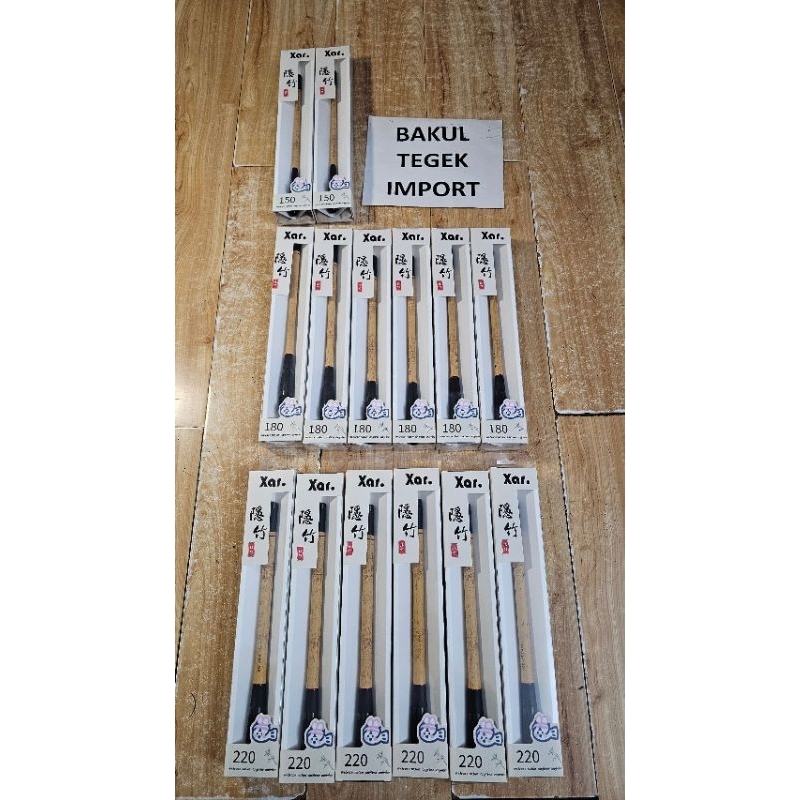 Xar. Xar.
隱竹 隱竹
150 150
BAKUL
TEGEK
IMPORT
Xar. Xar. Xar. Xar. Xar. Xar.
隱竹 隱竹 隱竹 隱竹 隱竹 隱竹
180 180 180 180 180 180
Xar. Xar. Xar. Xar. Xar. Xar.
隱竹 隱竹 隱竹 隱竹 隱竹 隱竹
220 220 220 220 220 220